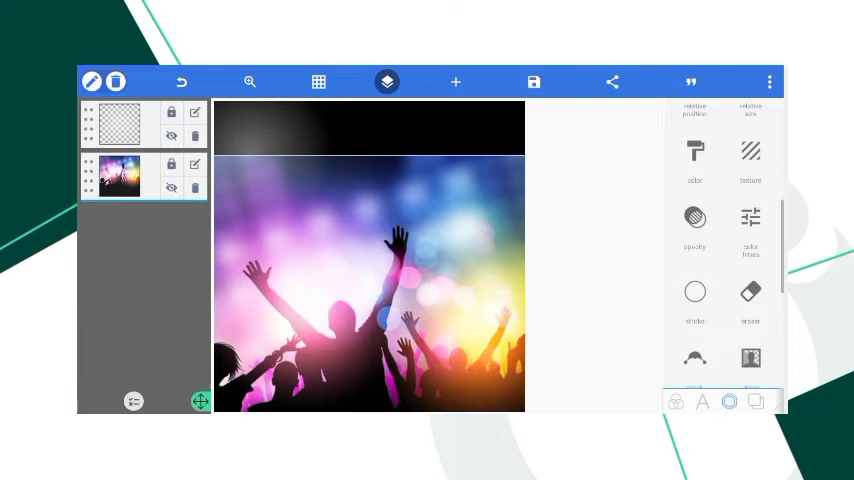 relative
position
relative
size
color
texture
opacity
color
filters
stroke
eraser